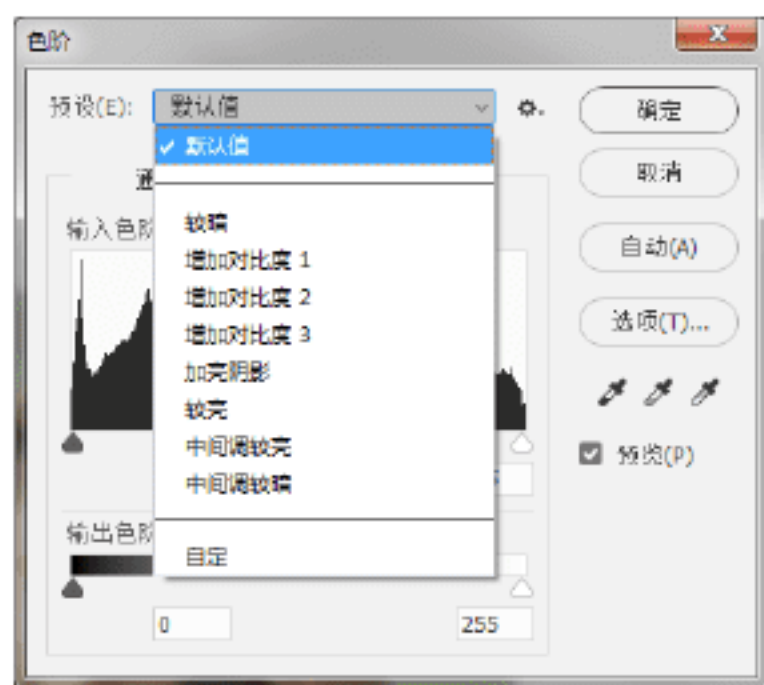 色阶
预设(E): 默认值
确定
默认值
取消
输入色阶
较暗
自动(A)
增加对比度 1
增加对比度 2
选项(T)...
增加对比度 3
加亮阴影
较亮
中间调较亮
预览(P)
中间调较暗
输出色阶
自定
0 255